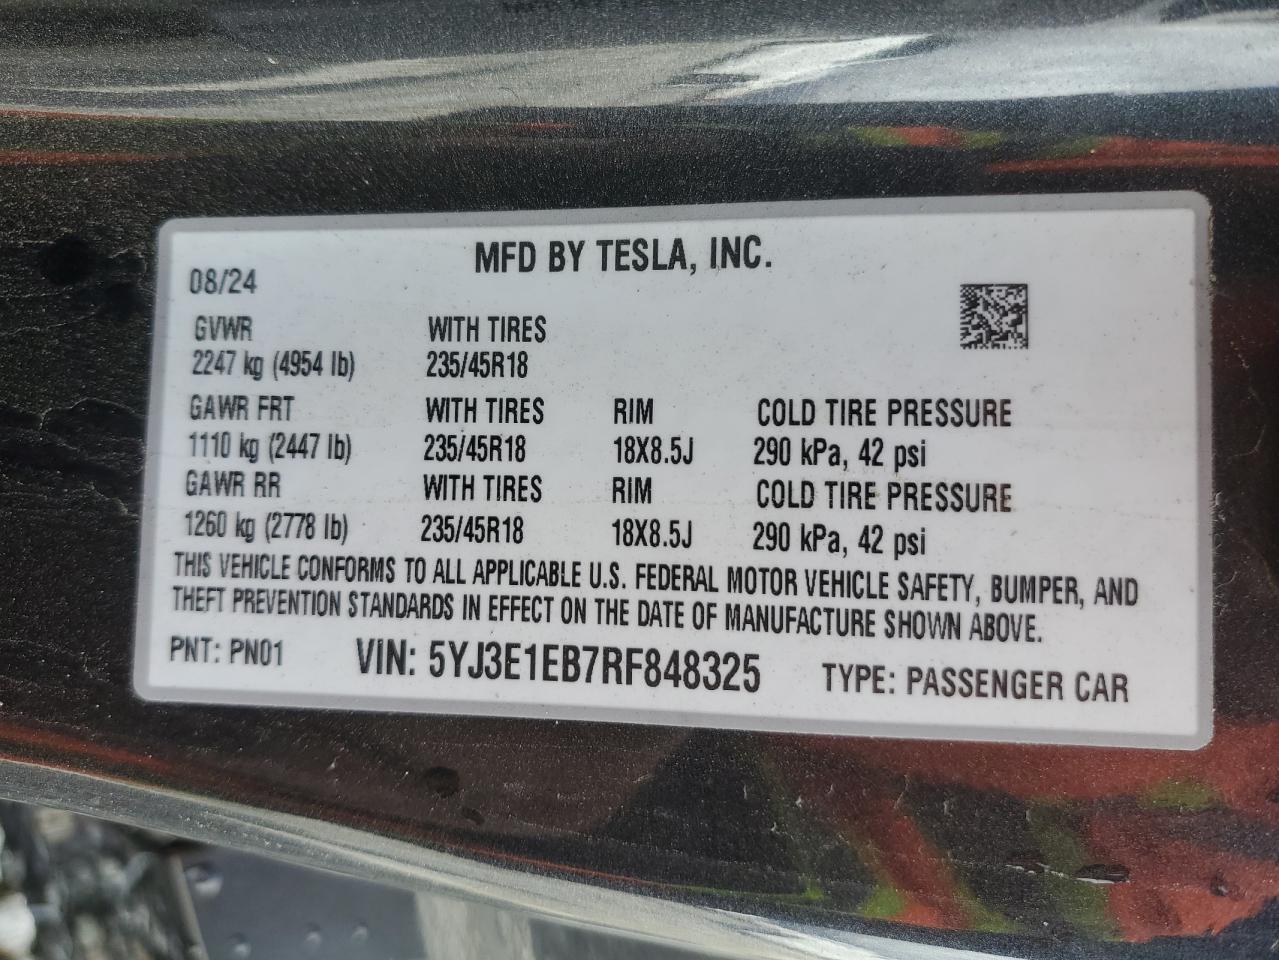 MFD BY TESLA, INC.
08/24
GVWR WITH TIRES
2247 kg (4954 lb) 235/45R18
GAWR FRT WITH TIRES RIM COLD TIRE PRESSURE
1110 kg (2447 lb) 235/45R18 18X8.5J 290 kPa, 42 psi
GAWR RR WITH TIRES RIM COLD TIRE PRESSURE
1260 kg (2778 lb) 235/45R18 18X8.5J 290 kPa, 42 psi
THIS VEHICLE CONFORMS TO ALL APPLICABLE U.S. FEDERAL MOTOR VEHICLE SAFETY, BUMPER, AND
THEFT PREVENTION STANDARDS IN EFFECT ON THE DATE OF MANUFACTURE SHOWN ABOVE.
PNT: PN01 VIN: 5YJ3E1EB7RF848325 TYPE: PASSENGER CAR